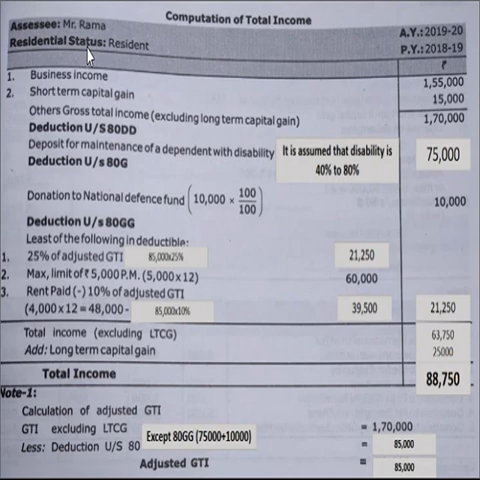 Computation of Total Income
Assessee: Mr. Rama
A.Y.:2019-20
Residential Status: Resident
P.Y.:2018-19
₹
1. Business income 1,55,000
2. Short term capital gain 15,000
Others Gross total income (excluding long term capital gain) 1,70,000
Deduction U/S 80DD
Deposit for maintenance of a dependent with disability It is assumed that disability is 40% to 80% 75,000
Deduction U/s 80G
Donation to National defence fund (10,000 × 100/100) 10,000
Deduction U/s 80GG
Least of the following in deductible:
1. 25% of adjusted GTI 85,000x25% 21,250
2. Max, limit of ₹ 5,000 P.M. (5,000 x 12) 60,000
3. Rent Paid (-) 10% of adjusted GTI
(4,000 x 12 = 48,000 - 85,000x10% 39,500 21,250
Total income (excluding LTCG) 63,750
Add: Long term capital gain 25000
Total Income 88,750
Note-1:
Calculation of adjusted GTI
GTI excluding LTCG = 1,70,000
Less: Deduction U/S 80 Except 80GG (75000+10000) = 85,000
Adjusted GTI = 85,000